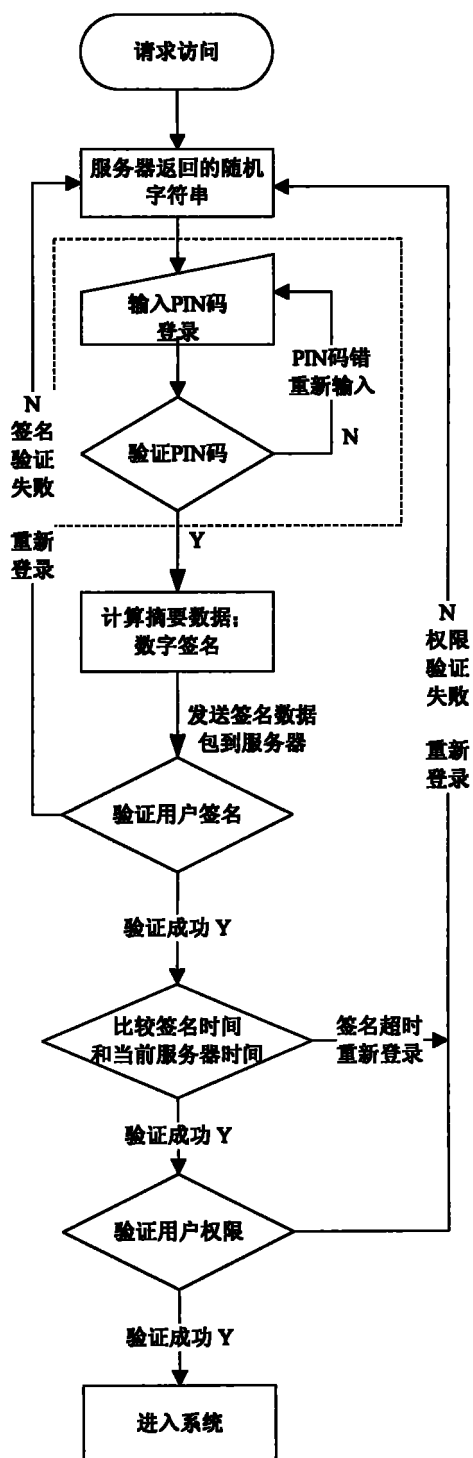 请求访问
服务器返回的随机
字符串
输入PIN码
登录
PIN码错
重新输入
验证PIN码
N
N
签名
验证
失败
重新
登录
Y
计算摘要数据；
数字签名
N
权限
验证
失败
重新
登录
发送签名数据
包到服务器
验证用户签名
验证成功 Y
比较签名时间
和当前服务器时间
签名超时
重新登录
验证成功 Y
验证用户权限
验证成功 Y
进入系统